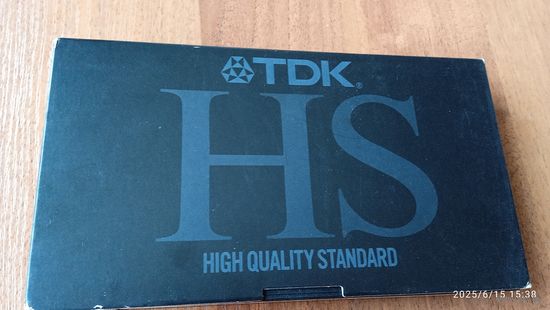 TDK®
HS
HIGH QUALITY STANDARD
2025/6/15 15:38